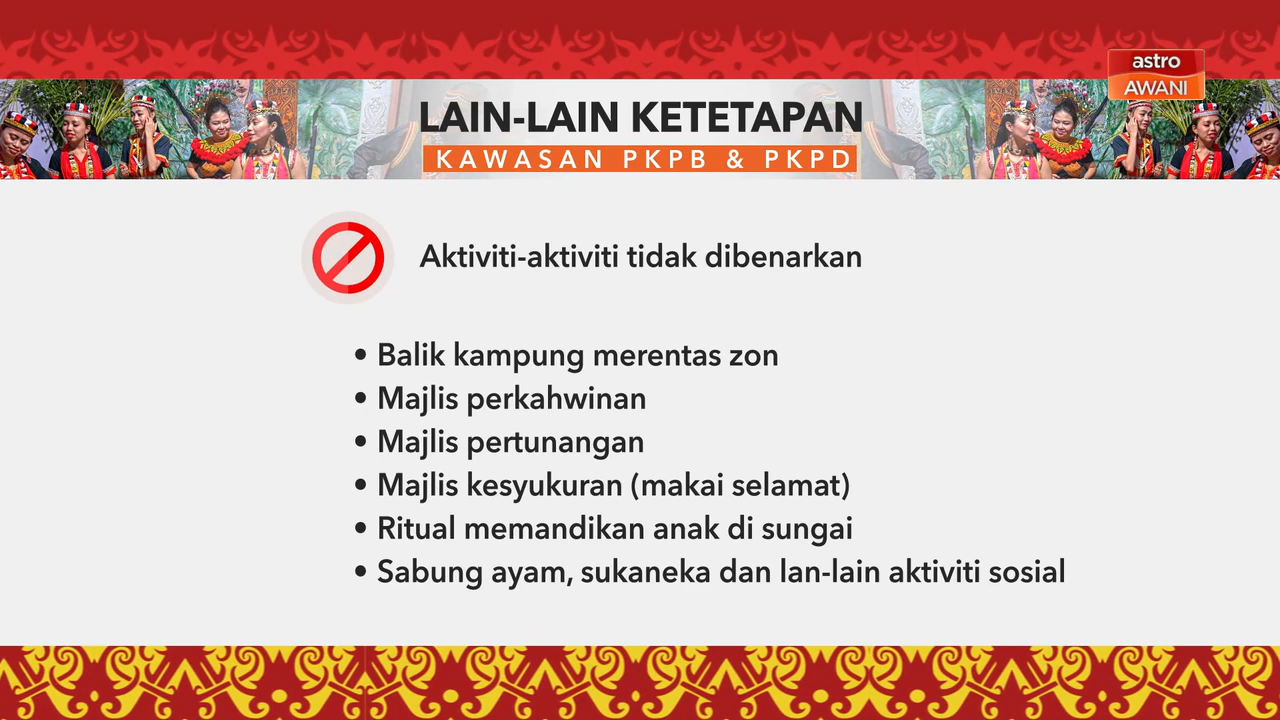 astro
AWANI
LAIN-LAIN KETETAPAN
KAWASAN PKPB & PKPD
Aktiviti-aktiviti tidak dibenarkan
• Balik kampung merentas zon
• Majlis perkahwinan
• Majlis pertunangan
• Majlis kesyukuran (makai selamat)
• Ritual memandikan anak di sungai
• Sabung ayam, sukaneka dan lan-lain aktiviti sosial